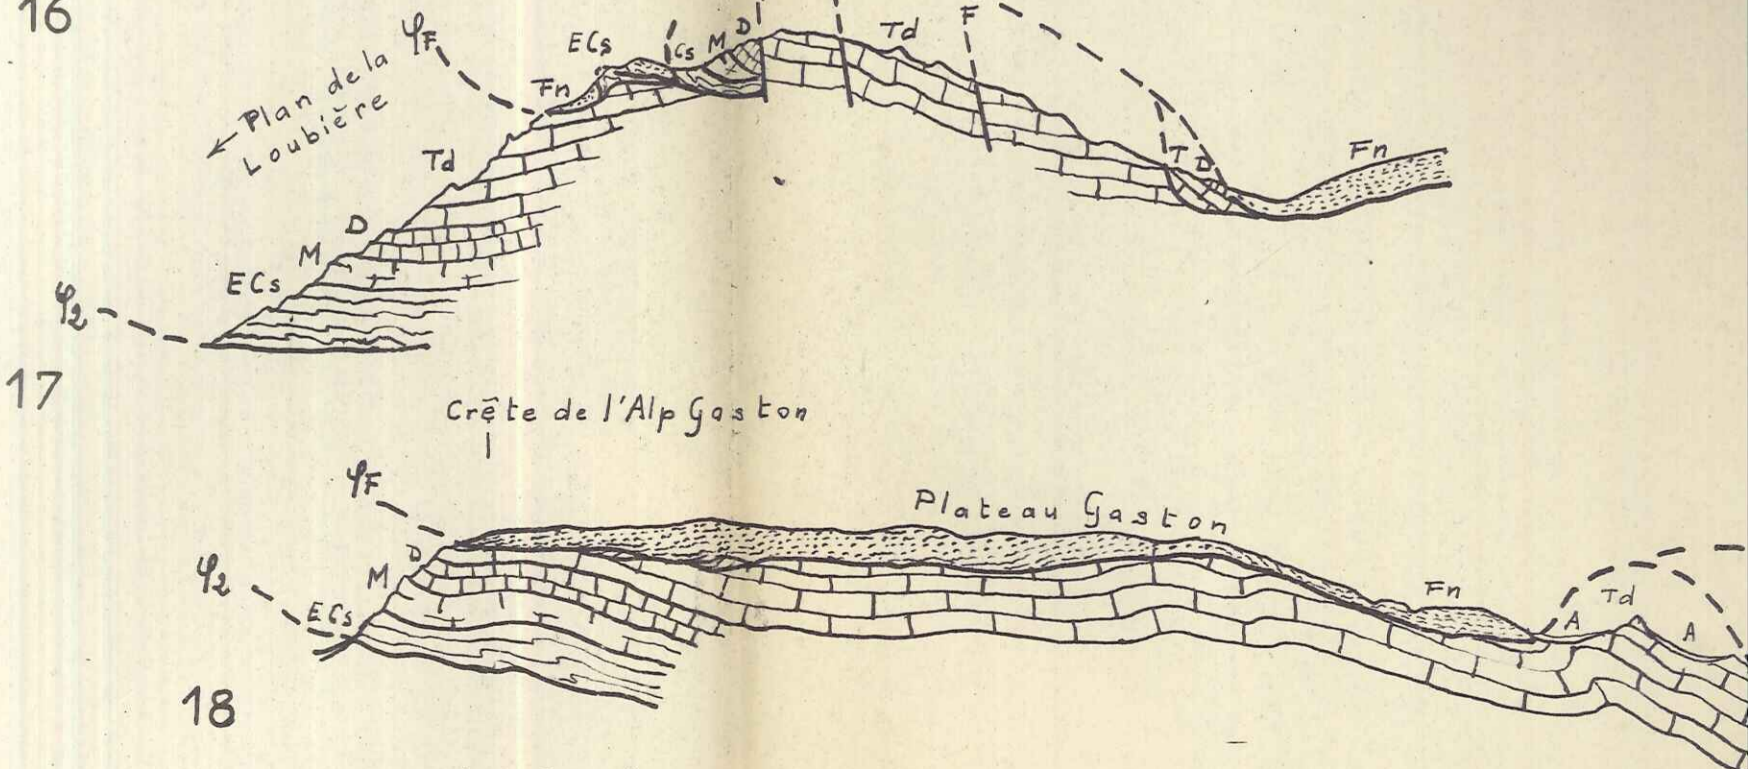 16
φF
ECs
Cs
M
D
F
Td
← Plan de la
Loubière
Fn
Td
T
D
Fn
D
M
ECs
φ2
17
Crête de l'Alp Gaston
φF
Plateau Gaston
φ2
D
M
ECs
Fn
A
Td
A
18